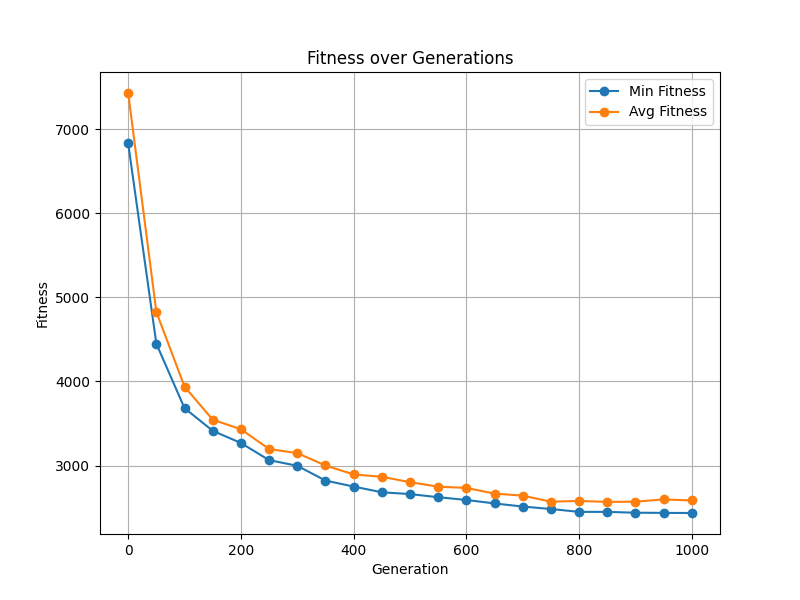 Fitness over Generations
Min Fitness
Avg Fitness
7000
6000
5000
4000
3000
Fitness
0 200 400 600 800 1000
Generation